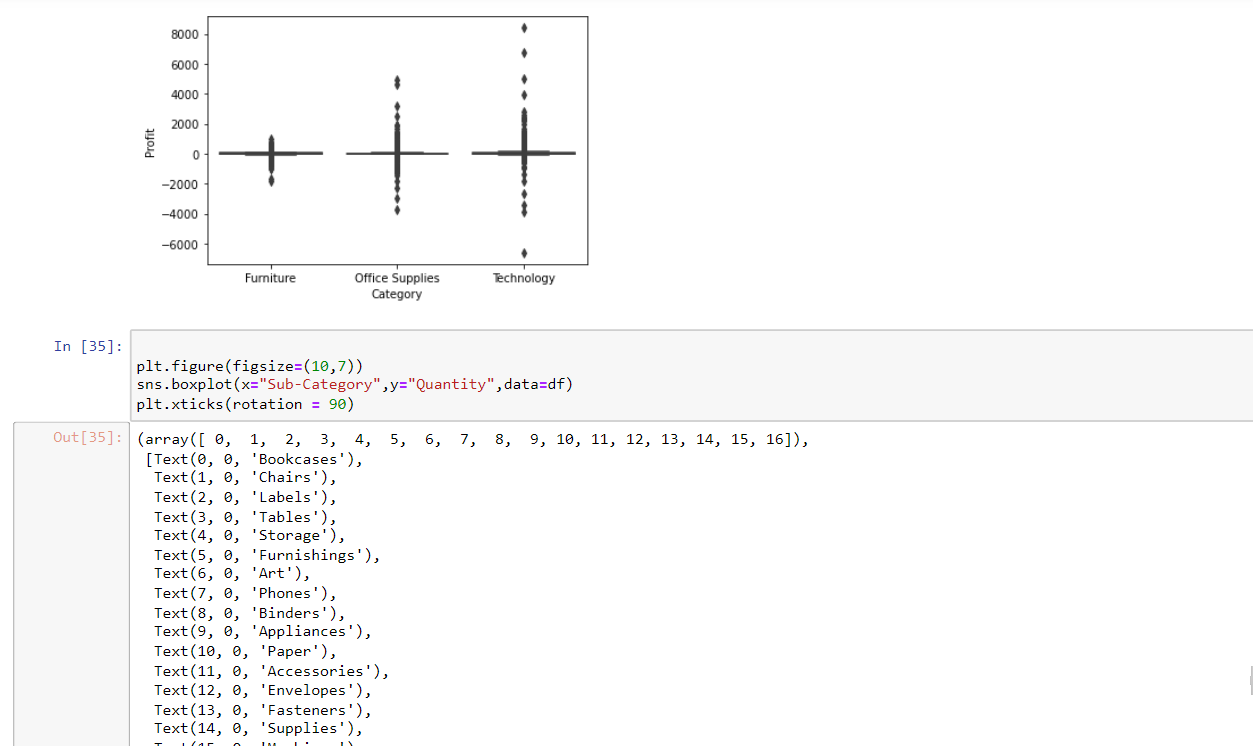 8000
6000
4000
2000
0
−2000
−4000
−6000
Profit
Furniture
Office Supplies
Technology
Category
In [35]:
plt.figure(figsize=(10,7))
sns.boxplot(x="Sub-Category",y="Quantity",data=df)
plt.xticks(rotation = 90)
Out[35]:
(array([ 0,  1,  2,  3,  4,  5,  6,  7,  8,  9, 10, 11, 12, 13, 14, 15, 16]),
[Text(0, 0, 'Bookcases'),
Text(1, 0, 'Chairs'),
Text(2, 0, 'Labels'),
Text(3, 0, 'Tables'),
Text(4, 0, 'Storage'),
Text(5, 0, 'Furnishings'),
Text(6, 0, 'Art'),
Text(7, 0, 'Phones'),
Text(8, 0, 'Binders'),
Text(9, 0, 'Appliances'),
Text(10, 0, 'Paper'),
Text(11, 0, 'Accessories'),
Text(12, 0, 'Envelopes'),
Text(13, 0, 'Fasteners'),
Text(14, 0, 'Supplies'),